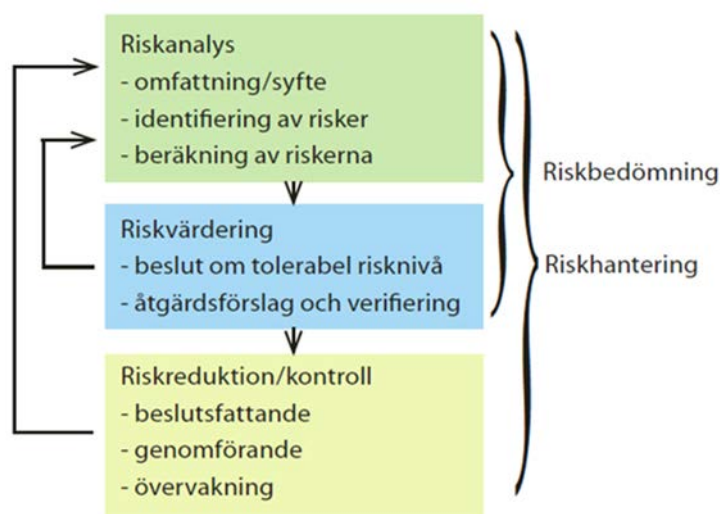 Riskanalys
- omfattning/syfte
- identifiering av risker
- beräkning av riskerna
Riskbedömning
Riskvärdering
- beslut om tolerabel risknivå
- åtgärdsförslag och verifiering
Riskhantering
Riskreduktion/kontroll
- beslutsfattande
- genomförande
- övervakning